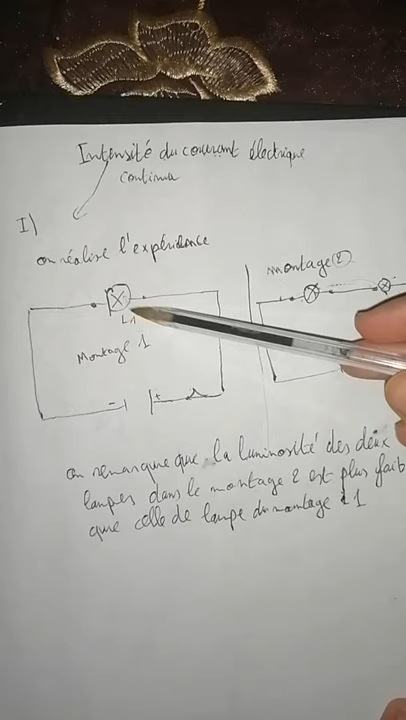 Intensité du courant électrique
continu
I)
on réalise l'expérience
montage ②
L1
Montage 1
- +
on remarque que la luminosité des deux
lampes dans le montage 2 est plus faib
que celle de lampe du montage 1